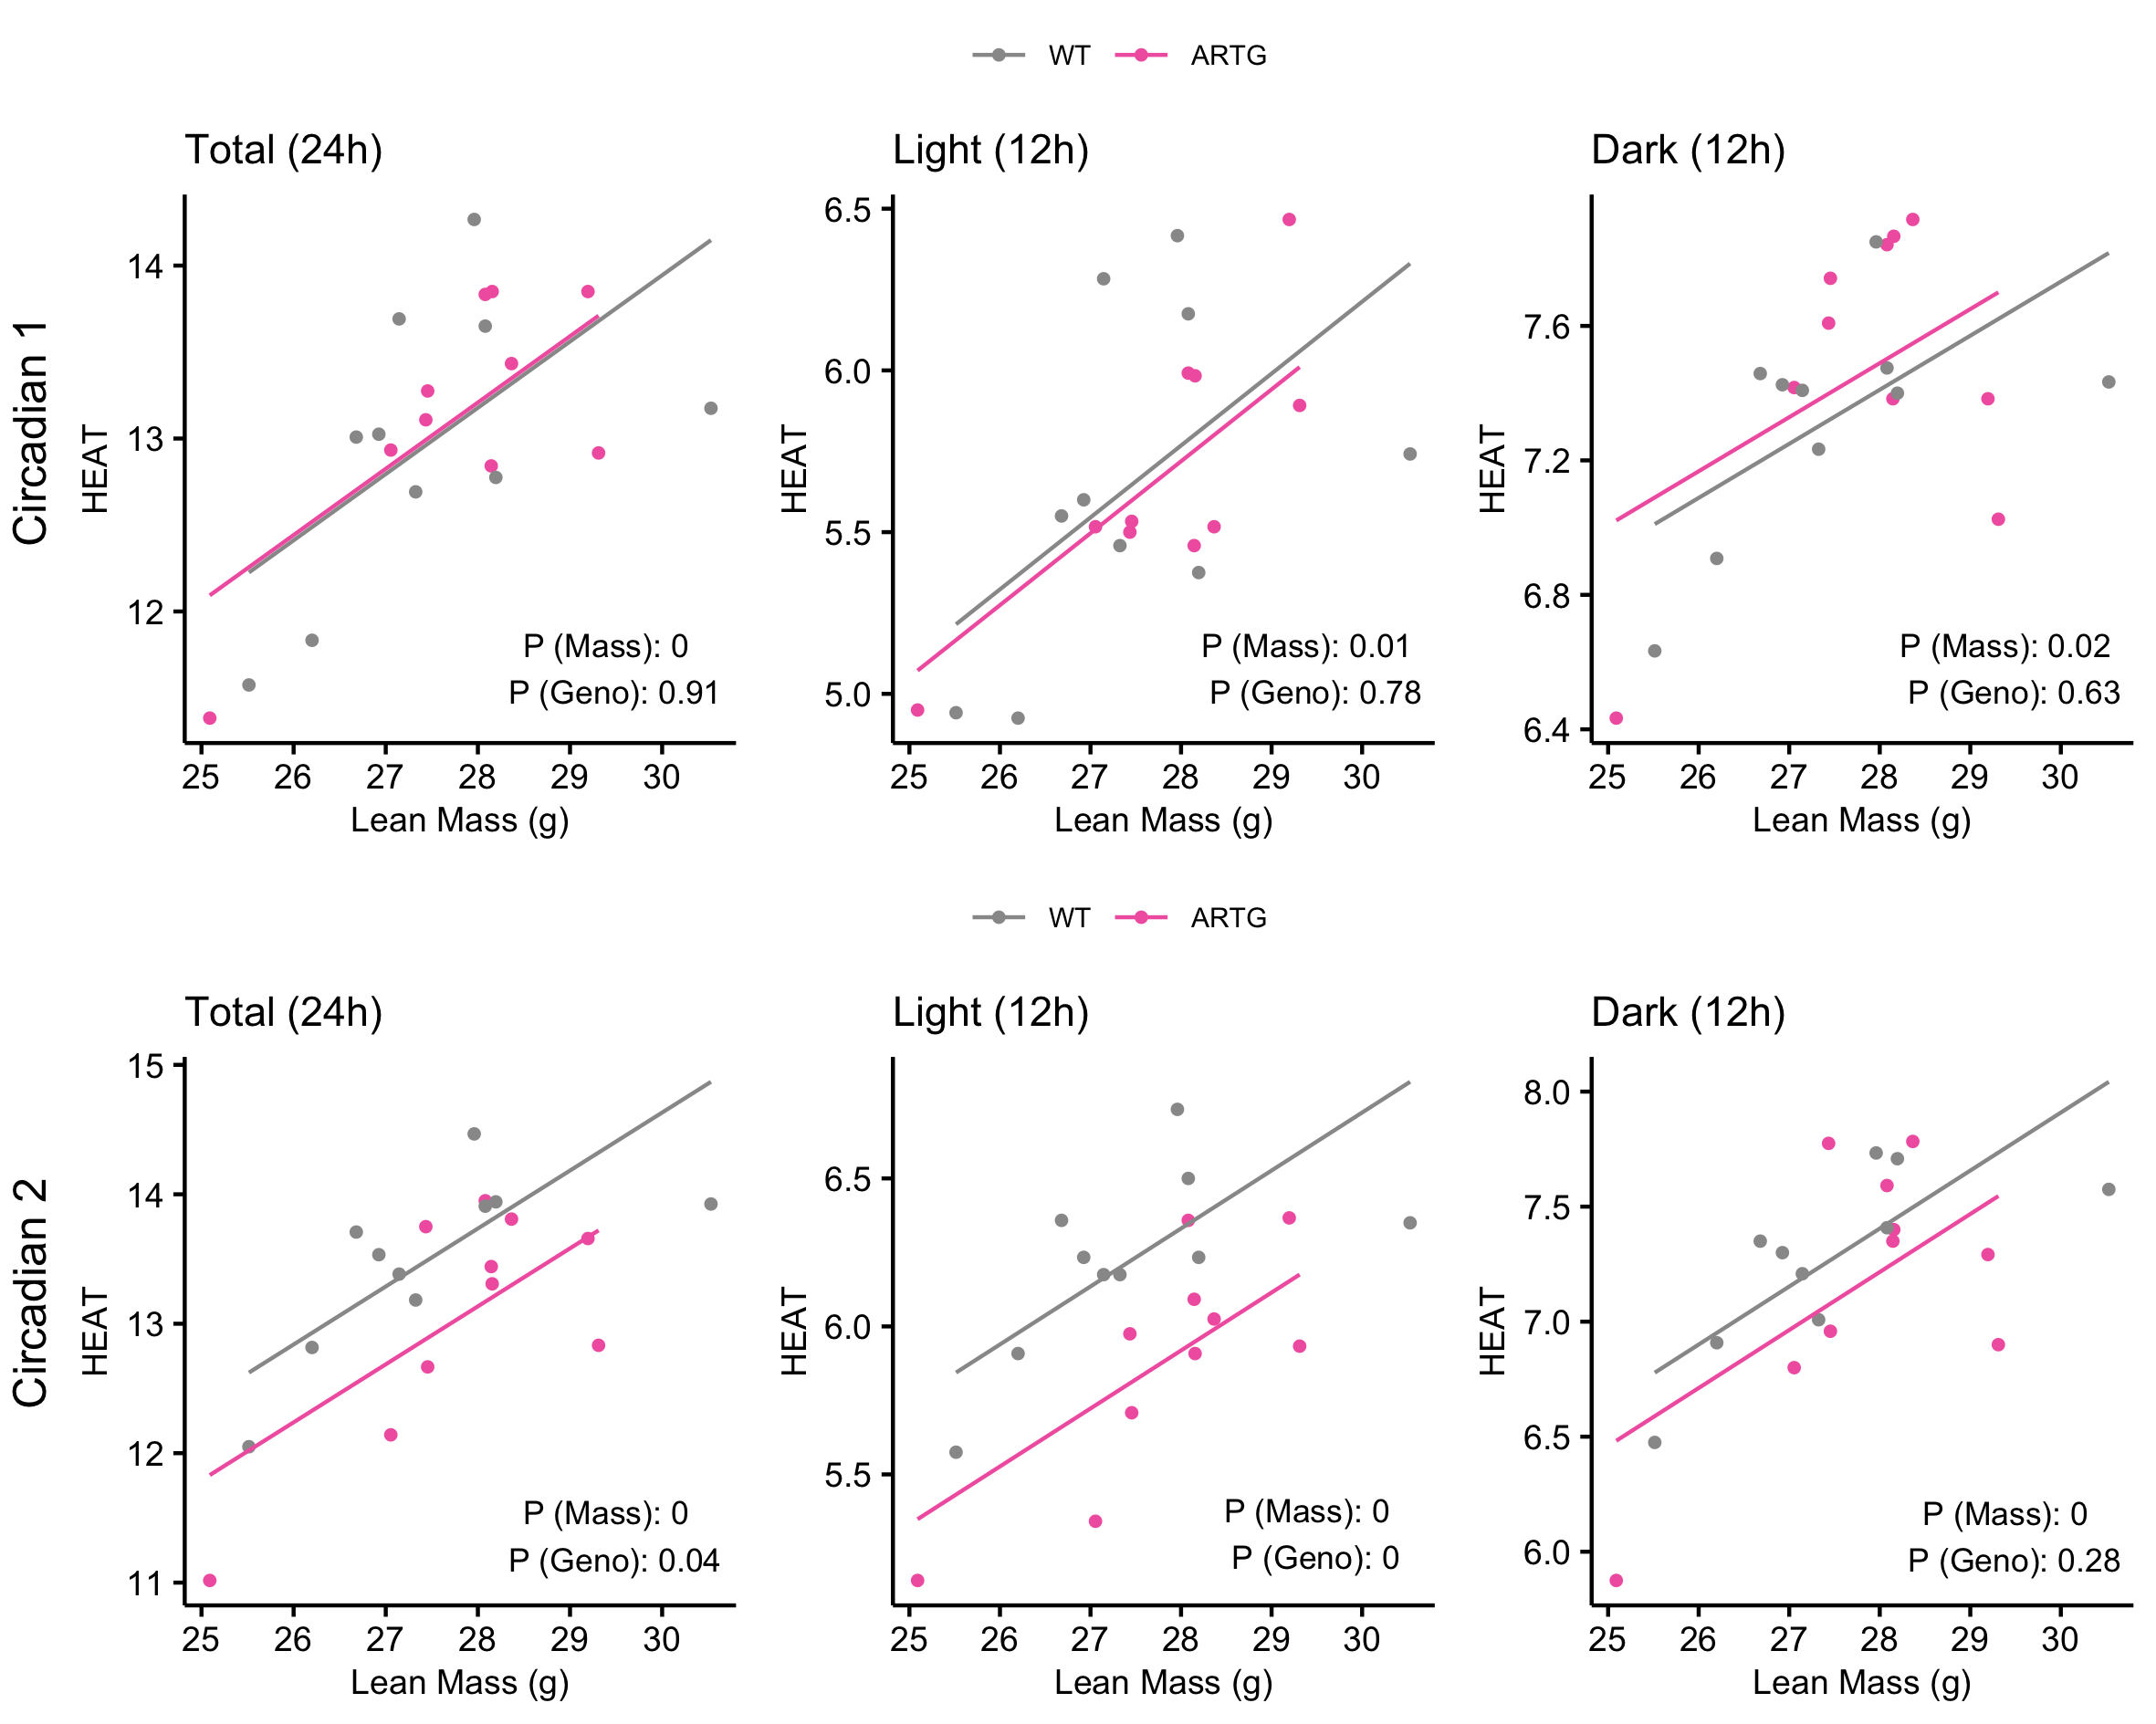 WT ARTG
Circadian 1
Total (24h)
HEAT
14
13
12
P (Mass): 0
P (Geno): 0.91
25 26 27 28 29 30
Lean Mass (g)
Light (12h)
HEAT
6.5
6.0
5.5
5.0
P (Mass): 0.01
P (Geno): 0.78
25 26 27 28 29 30
Lean Mass (g)
Dark (12h)
HEAT
7.6
7.2
6.8
6.4
P (Mass): 0.02
P (Geno): 0.63
25 26 27 28 29 30
Lean Mass (g)
WT ARTG
Circadian 2
Total (24h)
HEAT
15
14
13
12
11
P (Mass): 0
P (Geno): 0.04
25 26 27 28 29 30
Lean Mass (g)
Light (12h)
HEAT
6.5
6.0
5.5
P (Mass): 0
P (Geno): 0
25 26 27 28 29 30
Lean Mass (g)
Dark (12h)
HEAT
8.0
7.5
7.0
6.5
6.0
P (Mass): 0
P (Geno): 0.28
25 26 27 28 29 30
Lean Mass (g)